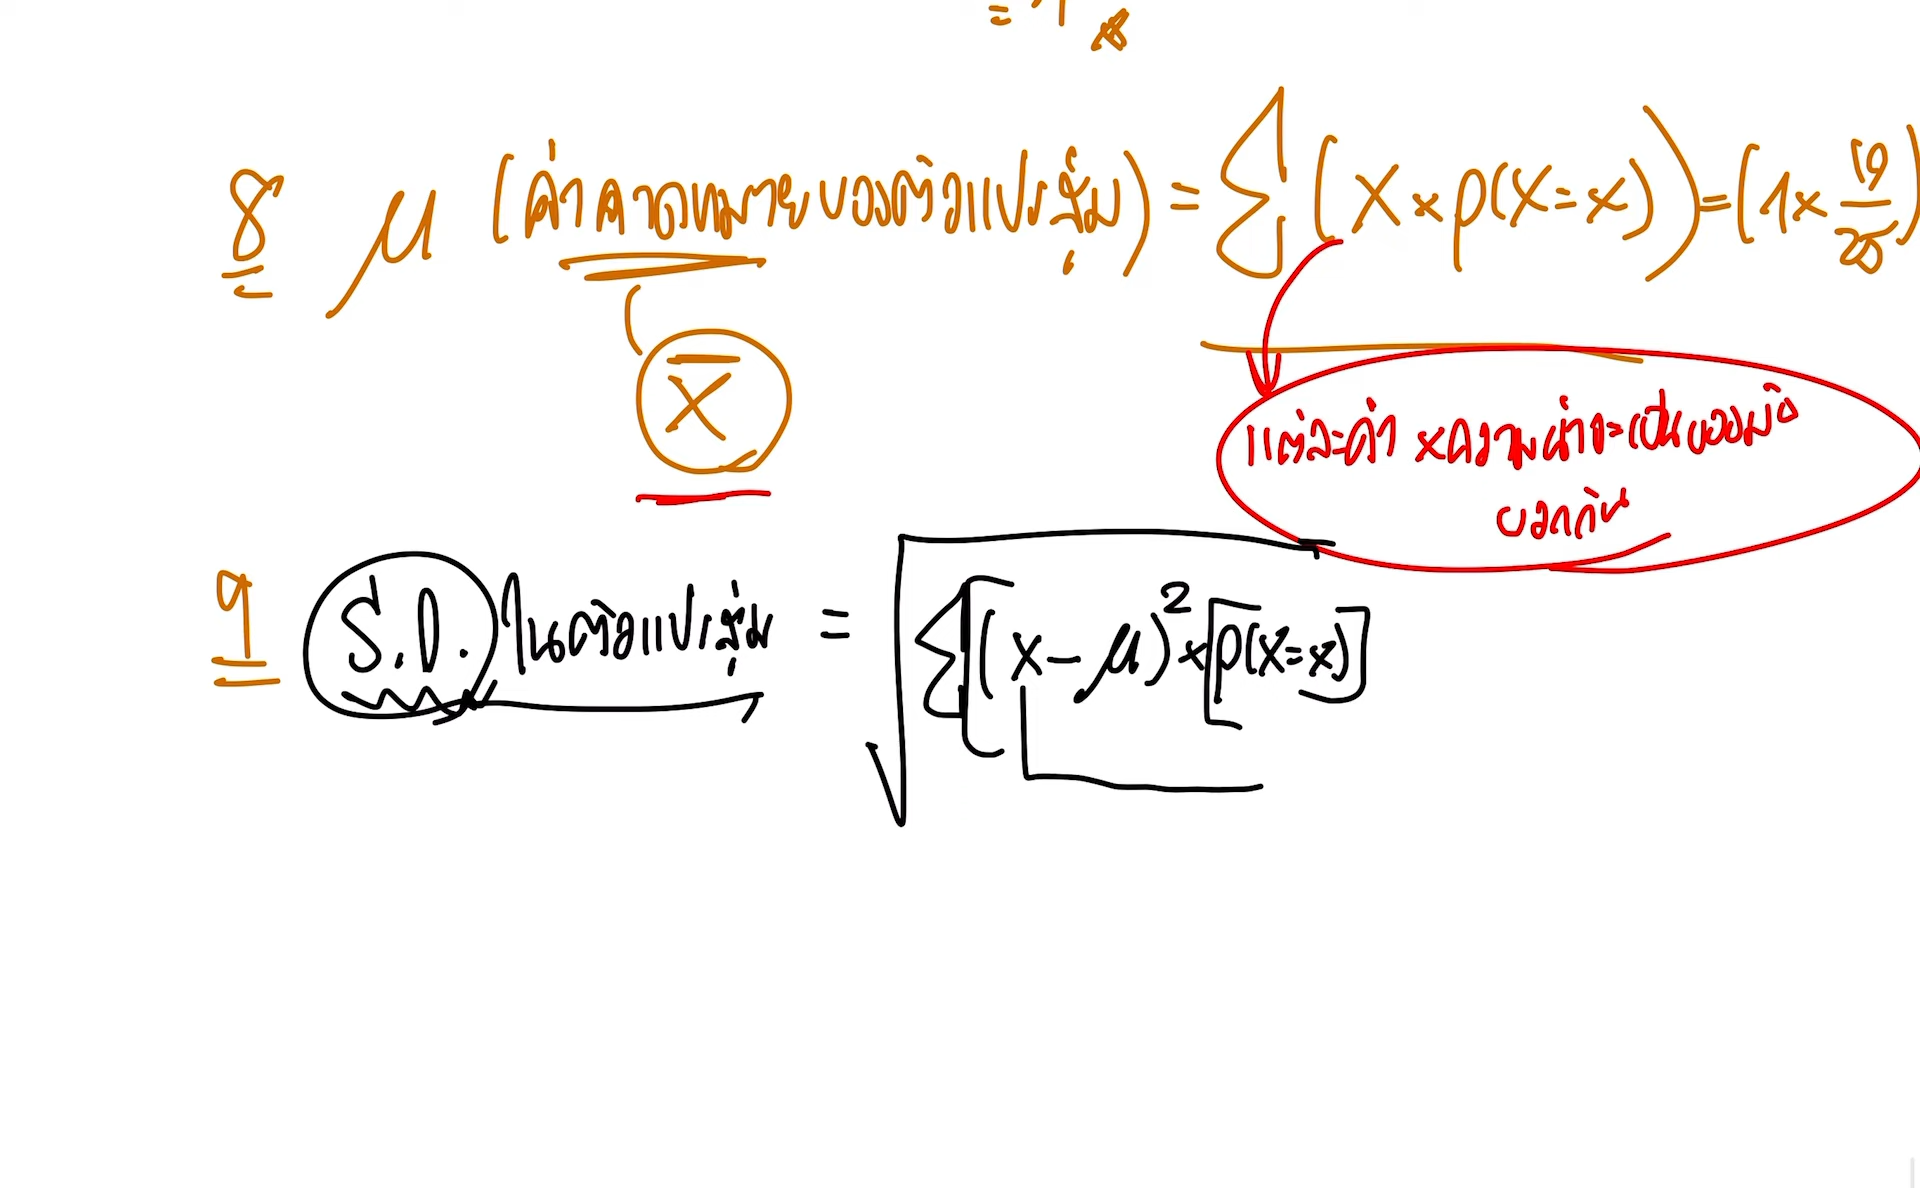 8 μ (ค่าคาดหมายของตัวแปรสุ่ม) = Σ(X × P(X=x)) = (1 × 10/25)
X̄
แต่ละค่า × ความน่าจะเป็นของมัน
บวกกัน
9 S.D. ในตัวแปรสุ่ม = √Σ[(x-μ)² × P(X=x)]